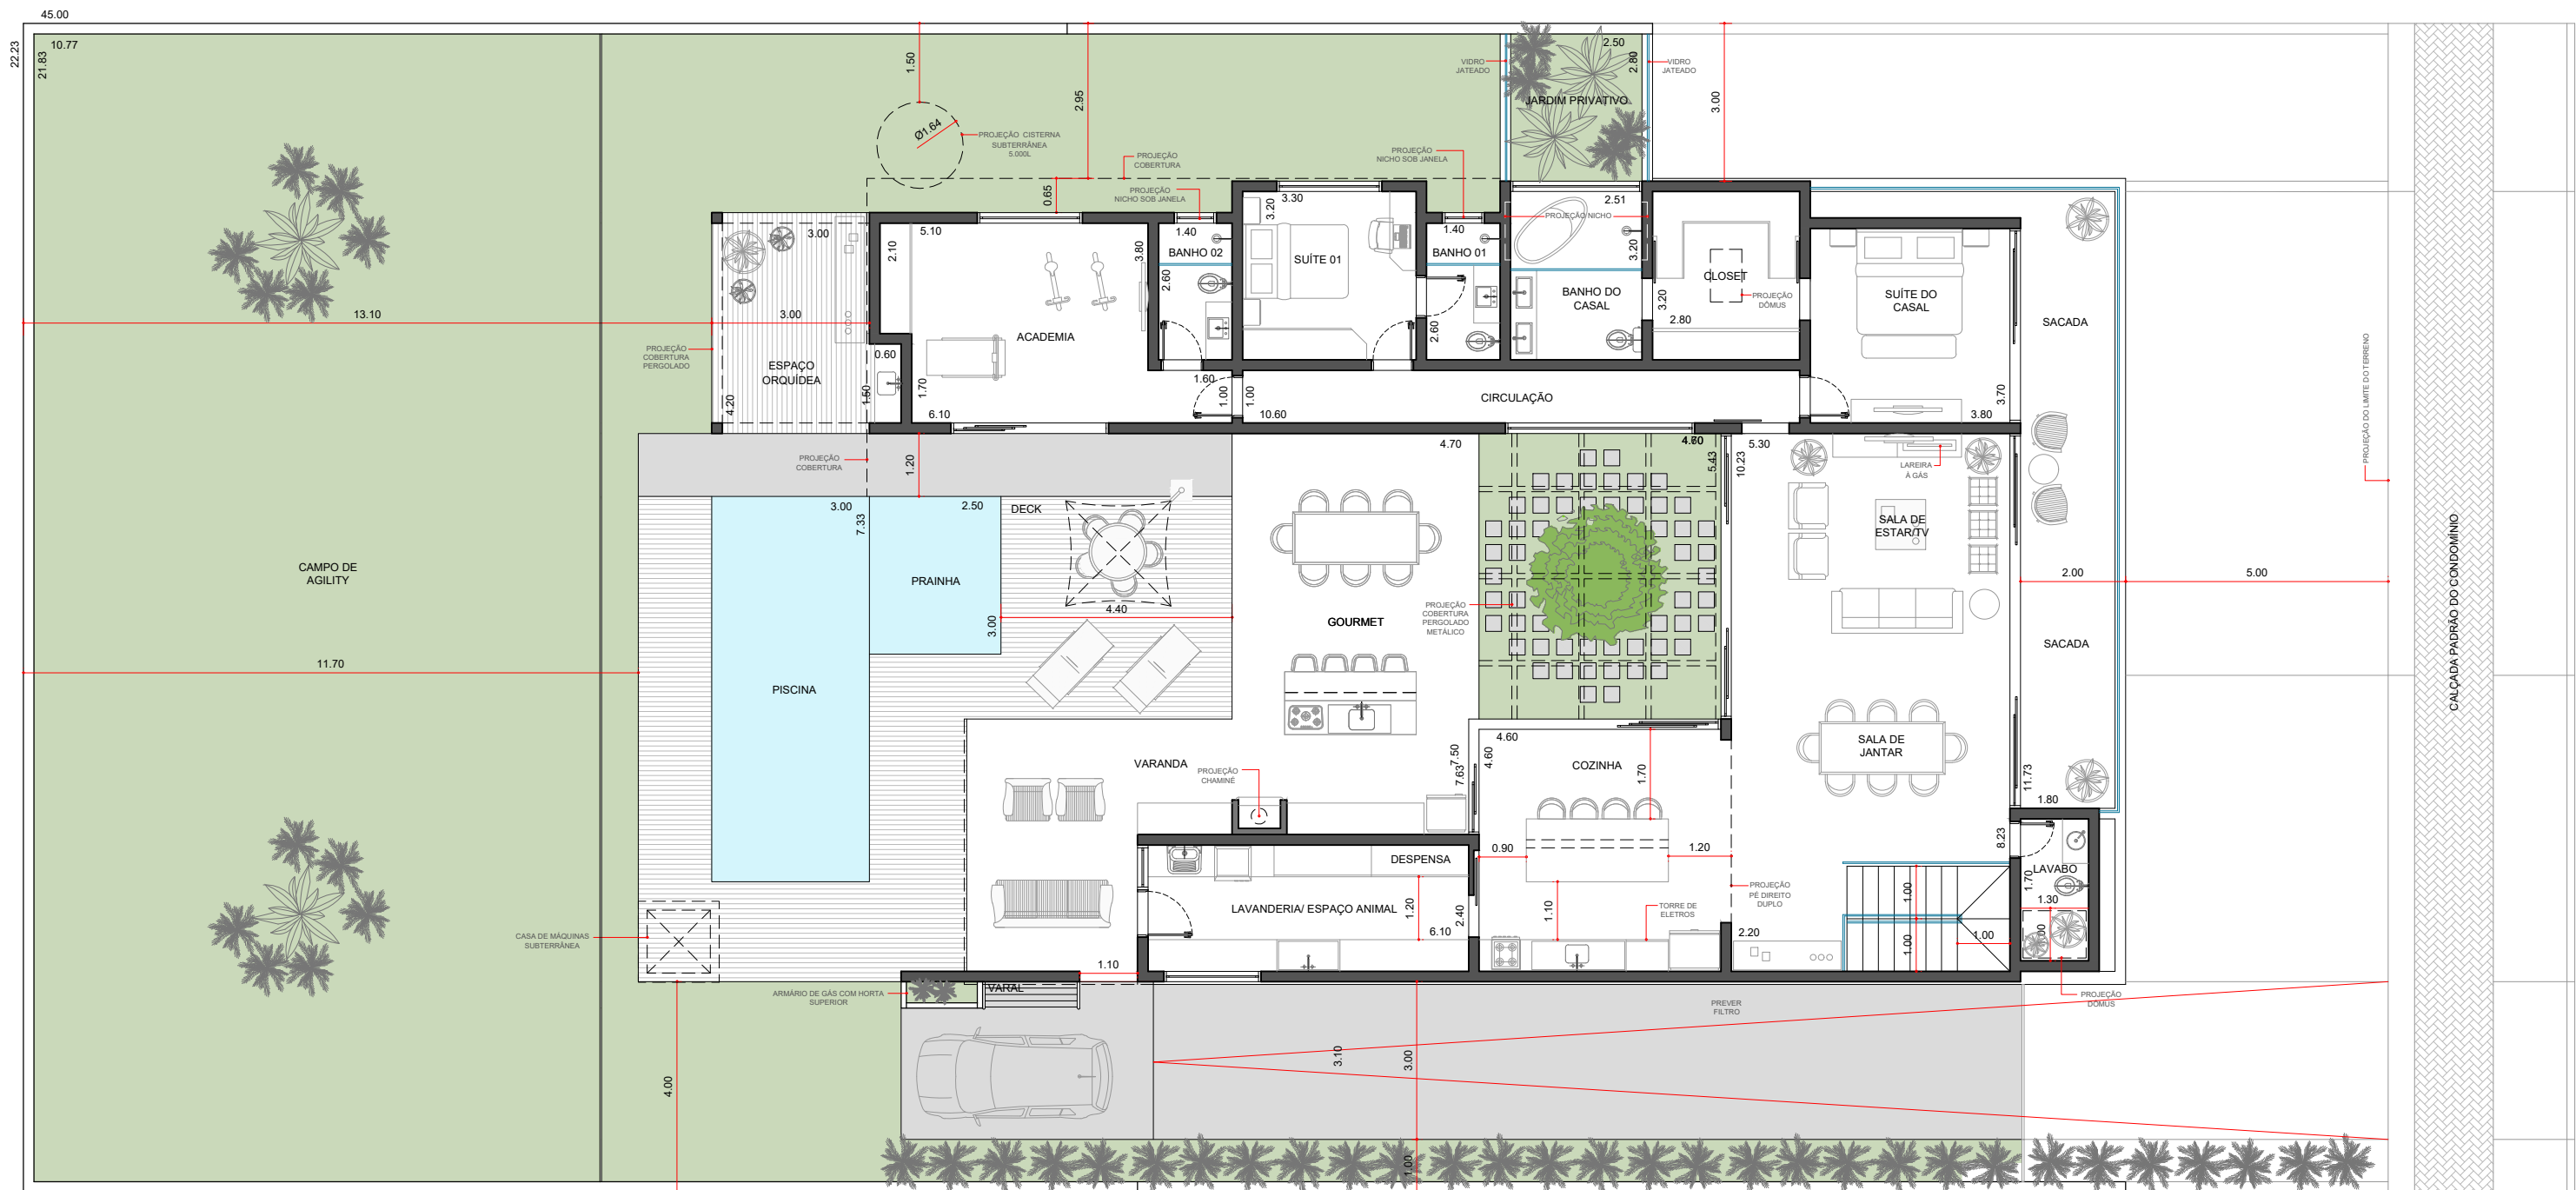 45.00
22.23
10.77
21.83
1.50
2.95
Ø1.64
PROJEÇÃO CISTERNA
SUBTERRÂNEA
5.000L
PROJEÇÃO
COBERTURA
0.65
PROJEÇÃO
NICHO SOB JANELA
PROJEÇÃO
NICHO SOB JANELA
VIDRO
JATEADO
2.50
2.80
VIDRO
JATEADO
JARDIM PRIVATIVO
3.00
3.00
2.10
5.10
3.80
1.40
BANHO 02
2.60
3.20
3.30
SUÍTE 01
1.40
BANHO 01
2.60
2.51
PROJEÇÃO NICHO
3.20
BANHO DO
CASAL
CLOSET
PROJEÇÃO
DÔMUS
3.20
2.80
SUÍTE DO
CASAL
SACADA
13.10
3.00
PROJEÇÃO
COBERTURA
PERGOLADO
ESPAÇO
ORQUÍDEA
4.20
0.60
1.50
1.70
ACADEMIA
6.10
1.60
1.00
1.00
10.60
CIRCULAÇÃO
3.70
3.80
PROJEÇÃO DO LIMITE DO TERRENO
PROJEÇÃO
COBERTURA
1.20
4.70
4.60
4.70
5.43
10.23
5.30
LAREIRA
À GÁS
3.00
7.33
2.50
DECK
PRAINHA
3.00
4.40
SALA DE
ESTAR/TV
CAMPO DE
AGILITY
2.00
5.00
CALÇADA PADRÃO DO CONDOMÍNIO
GOURMET
PROJEÇÃO
COBERTURA
PERGOLADO
METÁLICO
SACADA
11.70
PISCINA
VARANDA
PROJEÇÃO
CHAMINÉ
7.50
7.63
4.60
4.60
COZINHA
1.70
SALA DE
JANTAR
11.73
1.80
8.23
DESPENSA
0.90
1.20
LAVABO
1.70
1.30
LAVANDERIA/ ESPAÇO ANIMAL
1.20
2.40
6.10
1.10
TORRE DE
ELETROS
PROJEÇÃO
PÉ DIREITO
DUPLO
2.20
1.00
1.00
1.00
CASA DE MÁQUINAS
SUBTERRÂNEA
1.10
ARMÁRIO DE GÁS COM HORTA
SUPERIOR
VARAL
PREVER
FILTRO
PROJEÇÃO
DOMUS
4.00
3.10
3.00
1.00